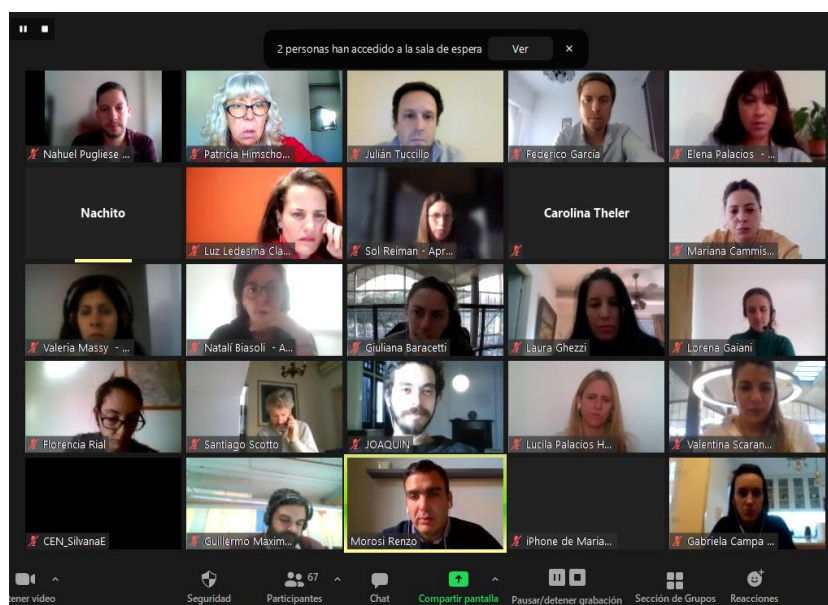 2 personas han accedido a la sala de espera Ver ×
Nahuel Pugliese ...
Patricia Himscho...
Julián Tuccillo
Federico García
Elena Palacios - ...
Nachito
Luz Ledesma Cla...
Sol Reiman - Apr...
Carolina Theler
Mariana Cammis...
Valeria Massy - ...
Natalí Biasoli - A...
Giuliana Baracetti
Laura Ghezzi
Lorena Gaiani
Florencia Rial
Santiago Scotto
JOAQUIN
Lucila Palacios H...
Valentina Scaran...
CEN_SilvanaE
Guillermo Maxim...
Morosi Renzo
iPhone de Maria...
Gabriela Campa ...
tener video
Seguridad
Participantes 67
Chat
Compartir pantalla
Pausar/detener grabación
Sección de Grupos
Reacciones